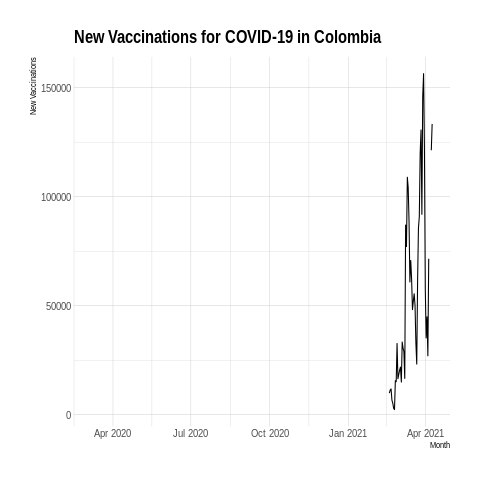 New Vaccinations for COVID-19 in Colombia
New Vaccinations
150000
100000
50000
0
Apr 2020 Jul 2020 Oct 2020 Jan 2021 Apr 2021
Month